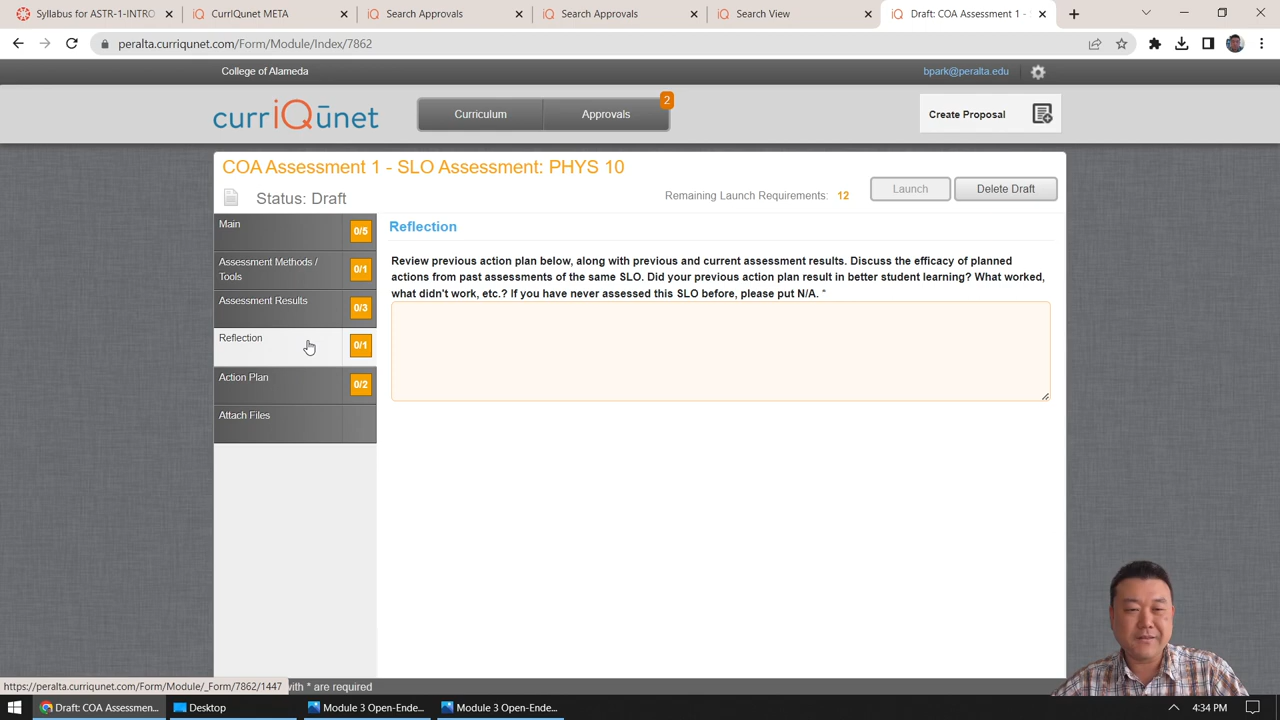 Syllabus for ASTR-1-INTRO
CurrIQunet META
Search Approvals
Search Approvals
Search View
Draft: COA Assessment 1 -
peralta.curriqunet.com/Form/Module/Index/7862
College of Alameda
bpark@peralta.edu
currIQūnet
Curriculum
Approvals
2
Create Proposal
COA Assessment 1 - SLO Assessment: PHYS 10
Status: Draft
Remaining Launch Requirements: 12
Launch
Delete Draft
Main
0/5
Assessment Methods /
Tools
0/1
Assessment Results
0/3
Reflection
0/1
Action Plan
0/2
Attach Files
Reflection
Review previous action plan below, along with previous and current assessment results. Discuss the efficacy of planned
actions from past assessments of the same SLO. Did your previous action plan result in better student learning? What worked,
what didn't work, etc.? If you have never assessed this SLO before, please put N/A. *
https://peralta.curriqunet.com/Form/Module/_Form/7862/1447
with * are required
Draft: COA Assessmen...
Desktop
Module 3 Open-Ende...
Module 3 Open-Ende...
4:34 PM